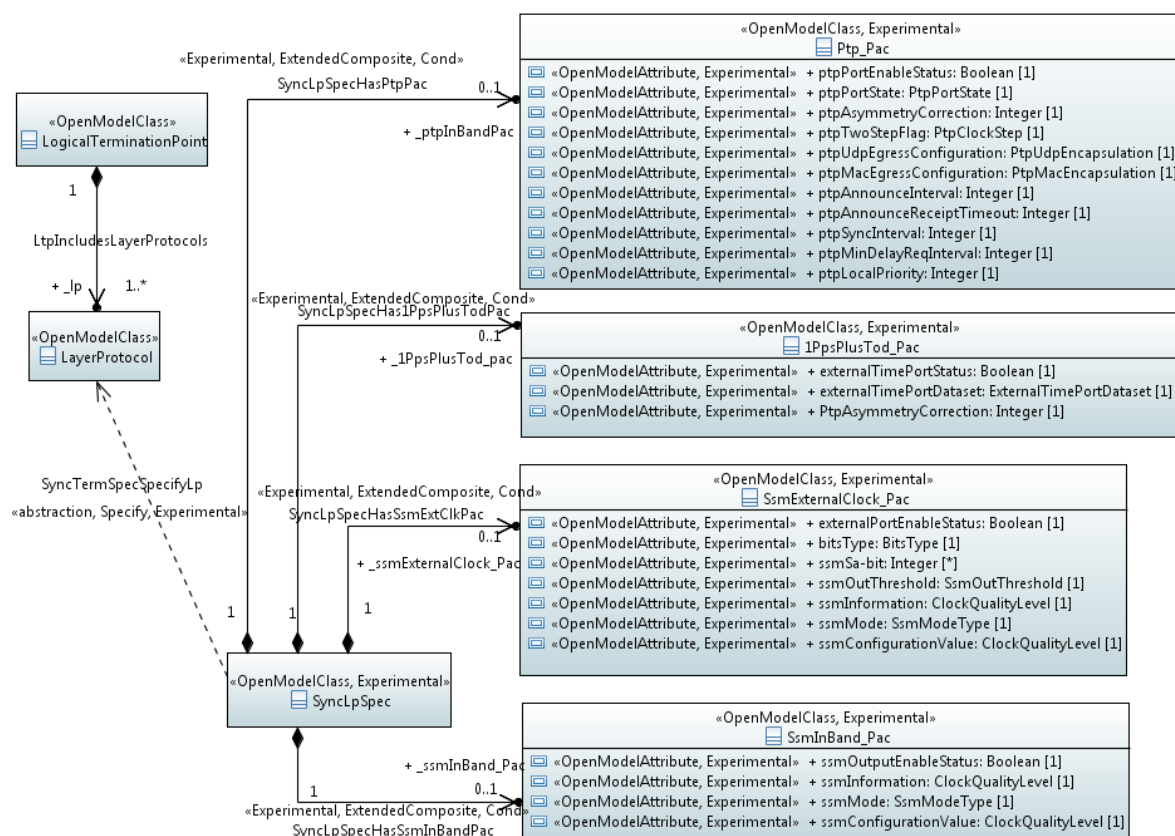 «OpenModelClass»
LogicalTerminationPoint
1
LtpIncludesLayerProtocols
+ _lp
1..*
«OpenModelClass»
LayerProtocol
SyncTermSpecSpecifyLp
«abstraction, Specify, Experimental»
«OpenModelClass, Experimental»
SyncLpSpec
«Experimental, ExtendedComposite, Cond»
SyncLpSpecHasPtpPac
0..1
+ _ptpInBandPac
1
«OpenModelClass, Experimental»
Ptp_Pac
«OpenModelAttribute, Experimental» + ptpPortEnableStatus: Boolean [1]
«OpenModelAttribute, Experimental» + ptpPortState: PtpPortState [1]
«OpenModelAttribute, Experimental» + ptpAsymmetryCorrection: Integer [1]
«OpenModelAttribute, Experimental» + ptpTwoStepFlag: PtpClockStep [1]
«OpenModelAttribute, Experimental» + ptpUdpEgressConfiguration: PtpUdpEncapsulation [1]
«OpenModelAttribute, Experimental» + ptpMacEgressConfiguration: PtpMacEncapsulation [1]
«OpenModelAttribute, Experimental» + ptpAnnounceInterval: Integer [1]
«OpenModelAttribute, Experimental» + ptpAnnounceReceiptTimeout: Integer [1]
«OpenModelAttribute, Experimental» + ptpSyncInterval: Integer [1]
«OpenModelAttribute, Experimental» + ptpMinDelayReqInterval: Integer [1]
«OpenModelAttribute, Experimental» + ptpLocalPriority: Integer [1]
«Experimental, ExtendedComposite, Cond»
SyncLpSpecHas1PpsPlusTodPac
0..1
+ _1PpsPlusTod_pac
1
«OpenModelClass, Experimental»
1PpsPlusTod_Pac
«OpenModelAttribute, Experimental» + externalTimePortStatus: Boolean [1]
«OpenModelAttribute, Experimental» + externalTimePortDataset: ExternalTimePortDataset [1]
«OpenModelAttribute, Experimental» + PtpAsymmetryCorrection: Integer [1]
«Experimental, ExtendedComposite, Cond»
SyncLpSpecHasSsmExtClkPac
0..1
+ _ssmExternalClock_Pac
1
«OpenModelClass, Experimental»
SsmExternalClock_Pac
«OpenModelAttribute, Experimental» + externalPortEnableStatus: Boolean [1]
«OpenModelAttribute, Experimental» + bitsType: BitsType [1]
«OpenModelAttribute, Experimental» + ssmSa-bit: Integer [*]
«OpenModelAttribute, Experimental» + ssmOutThreshold: SsmOutThreshold [1]
«OpenModelAttribute, Experimental» + ssmInformation: ClockQualityLevel [1]
«OpenModelAttribute, Experimental» + ssmMode: SsmModeType [1]
«OpenModelAttribute, Experimental» + ssmConfigurationValue: ClockQualityLevel [1]
+ _ssmInBand_Pac
1
0..1
«Experimental, ExtendedComposite, Cond»
SyncLpSpecHasSsmInBandPac
«OpenModelClass, Experimental»
SsmInBand_Pac
«OpenModelAttribute, Experimental» + ssmOutputEnableStatus: Boolean [1]
«OpenModelAttribute, Experimental» + ssmInformation: ClockQualityLevel [1]
«OpenModelAttribute, Experimental» + ssmMode: SsmModeType [1]
«OpenModelAttribute, Experimental» + ssmConfigurationValue: ClockQualityLevel [1]